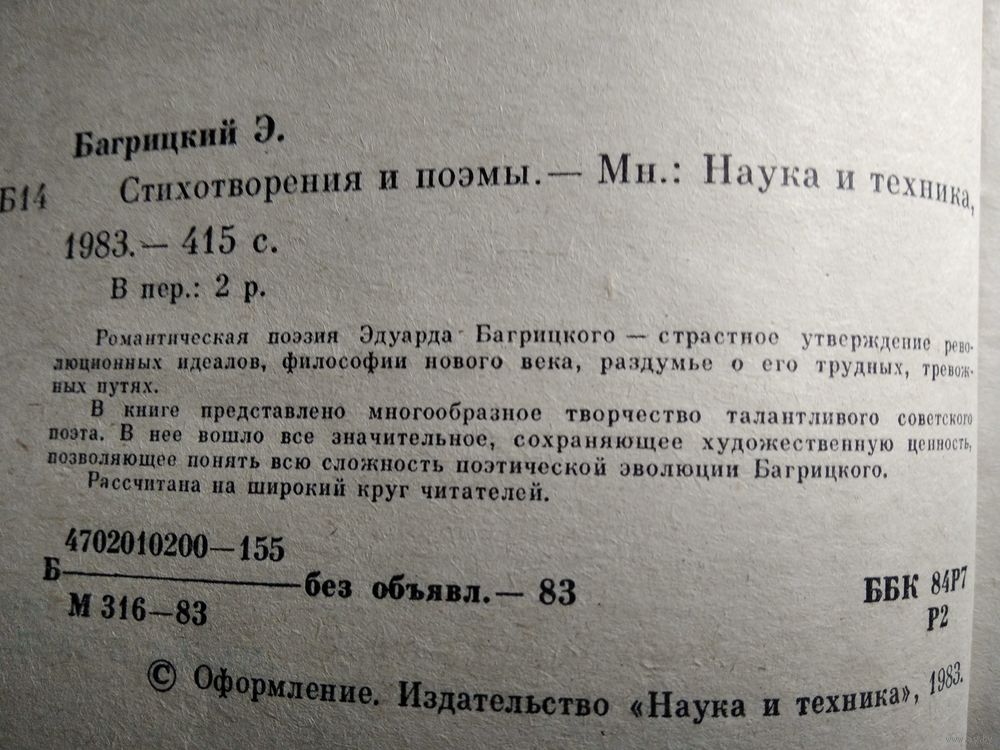 Багрицкий Э.
Б14 Стихотворения и поэмы.— Мн.: Наука и техника,
1983.— 415 с.
В пер.: 2 р.
Романтическая поэзия Эдуарда Багрицкого — страстное утверждение рево-
люционных идеалов, философии нового века, раздумье о его трудных, тревож-
ных путях.
В книге представлено многообразное творчество талантливого советского
поэта. В нее вошло все значительное, сохраняющее художественную ценность,
позволяющее понять всю сложность поэтической эволюции Багрицкого.
Рассчитана на широкий круг читателей.
4702010200—155
Б без объявл.— 83
М 316—83
ББК 84Р7
Р2
© Оформление. Издательство «Наука и техника», 1983.